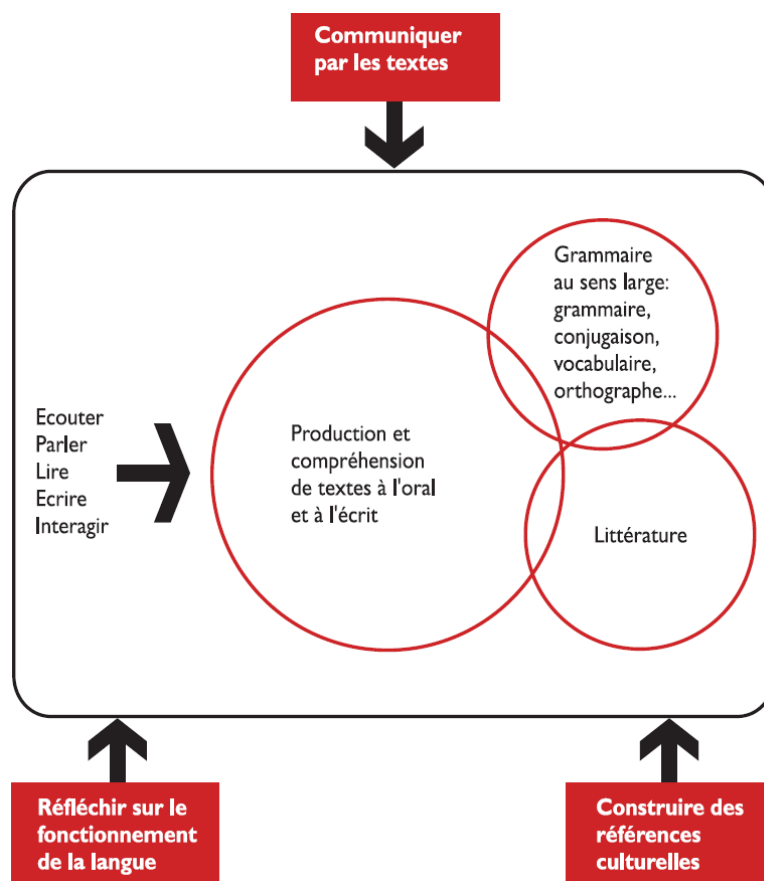 Communiquer
par les textes
Grammaire
au sens large:
grammaire,
conjugaison,
vocabulaire,
orthographe...
Ecouter
Parler
Lire
Ecrire
Interagir
Production et
compréhension
de textes à l'oral
et à l'écrit
Littérature
Réfléchir sur le
fonctionnement
de la langue
Construire des
références
culturelles